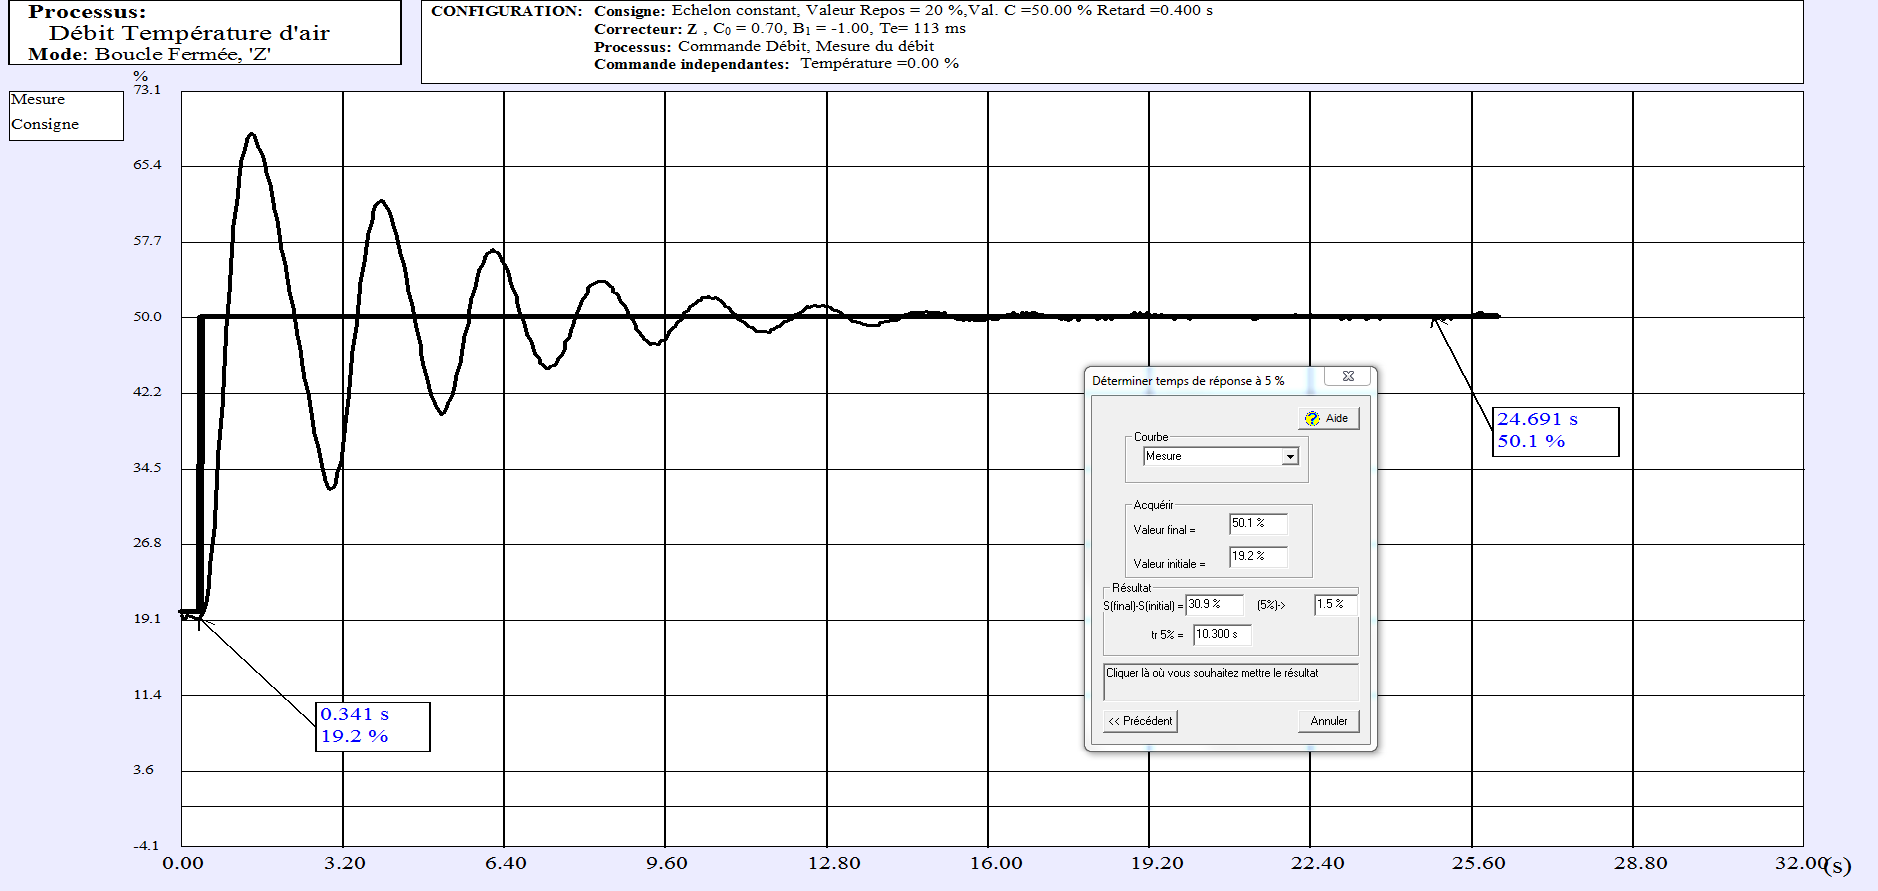 Processus:
Débit Température d'air
Mode: Boucle Fermée, 'Z'
CONFIGURATION: Consigne: Echelon constant, Valeur Repos = 20 %,Val. C =50.00 % Retard =0.400 s
Correcteur: Z , C₀ = 0.70, B₁ = -1.00, Te= 113 ms
Processus: Commande Débit, Mesure du débit
Commande independantes: Température =0.00 %
Mesure
Consigne
%
73.1
65.4
57.7
50.0
42.2
34.5
26.8
19.1
11.4
3.6
-4.1
0.00 3.20 6.40 9.60 12.80 16.00 19.20 22.40 25.60 28.80 32.00 (s)
0.341 s
19.2 %
24.691 s
50.1 %
Déterminer temps de réponse à 5 %
Aide
Courbe
Mesure
Acquérir
Valeur final = 50.1 %
Valeur initiale = 19.2 %
Résultat
S(final)-S(initial) = 30.9 % (5%)-> 1.5 %
tr 5% = 10.300 s
Cliquer là où vous souhaitez mettre le résultat
<< Précédent Annuler